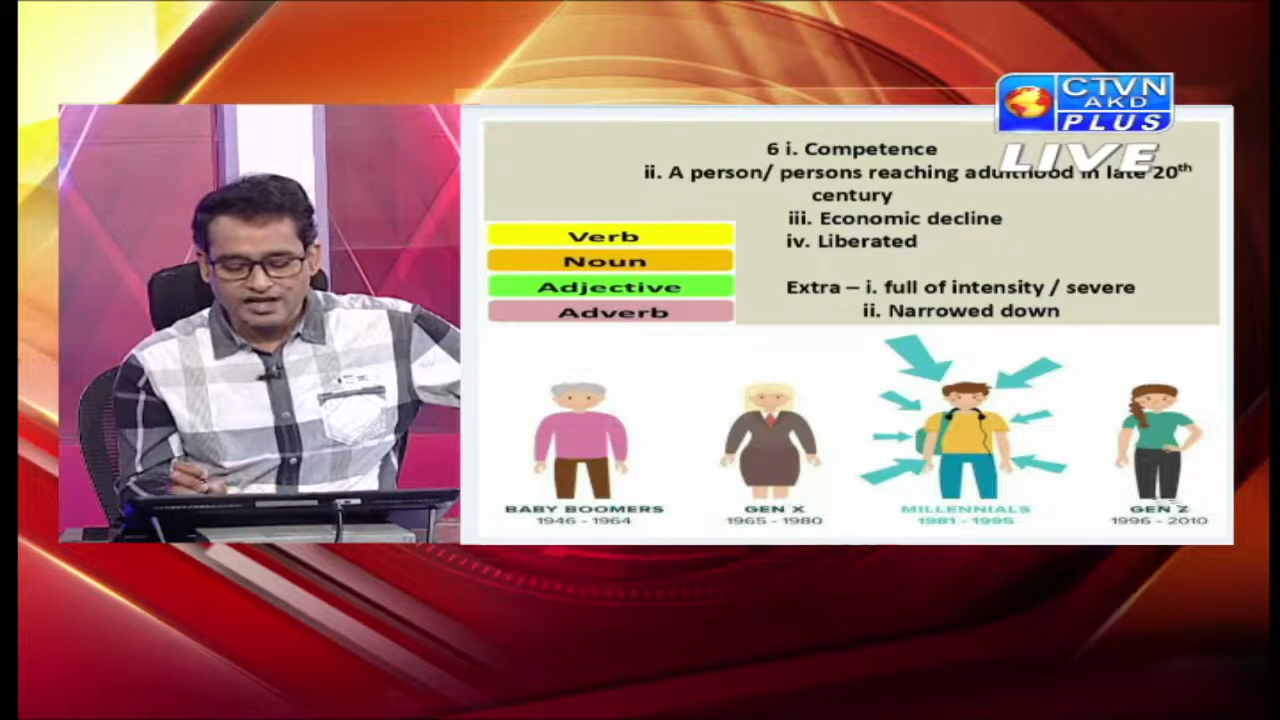 CTVN
AKD
PLUS
LIVE
6 i. Competence
ii. A person/ persons reaching adulthood in late 20th
century
iii. Economic decline
iv. Liberated
Verb
Noun
Adjective
Adverb
Extra – i. full of intensity / severe
ii. Narrowed down
BABY BOOMERS
1946 - 1964
GEN X
1965 - 1980
MILLENNIALS
1981 - 1995
GEN Z
1996 - 2010